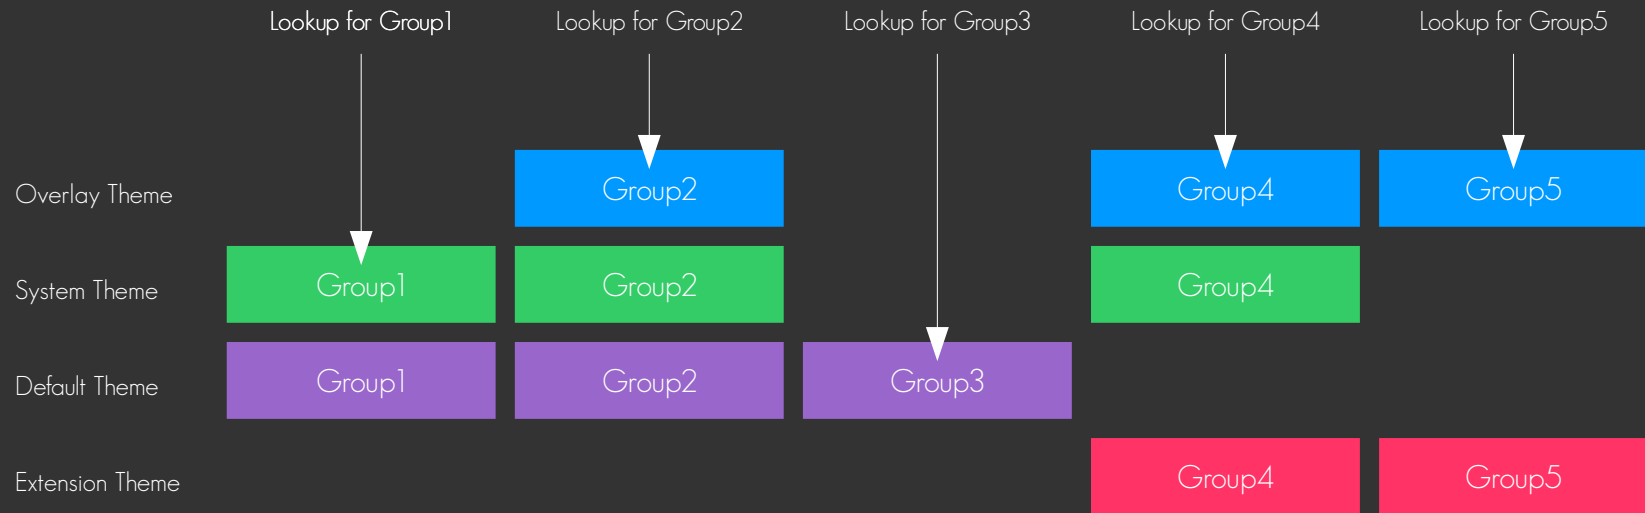 Lookup for Group1 Lookup for Group2 Lookup for Group3 Lookup for Group4 Lookup for Group5
Overlay Theme Group2 Group4 Group5
System Theme Group1 Group2 Group4
Default Theme Group1 Group2 Group3
Extension Theme Group4 Group5